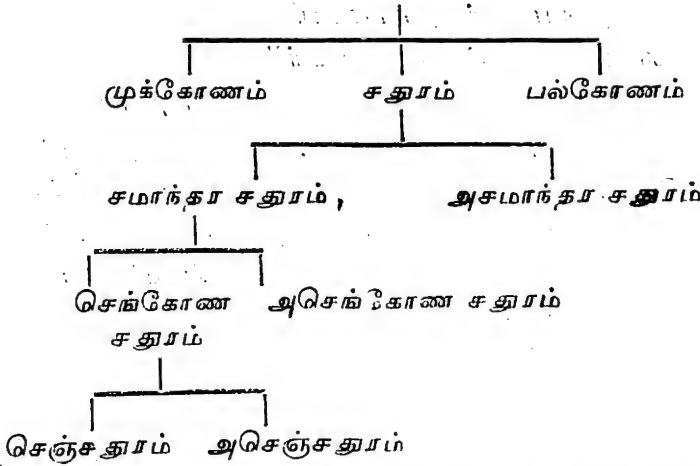 முக்கோணம் சதுரம் பல்கோணம்
சமாந்தர சதுரம், அசமாந்தர சதுரம்
செங்கோண அசெங்கோண சதுரம்
சதுரம்
செஞ்சதுரம் அசெஞ்சதுரம்